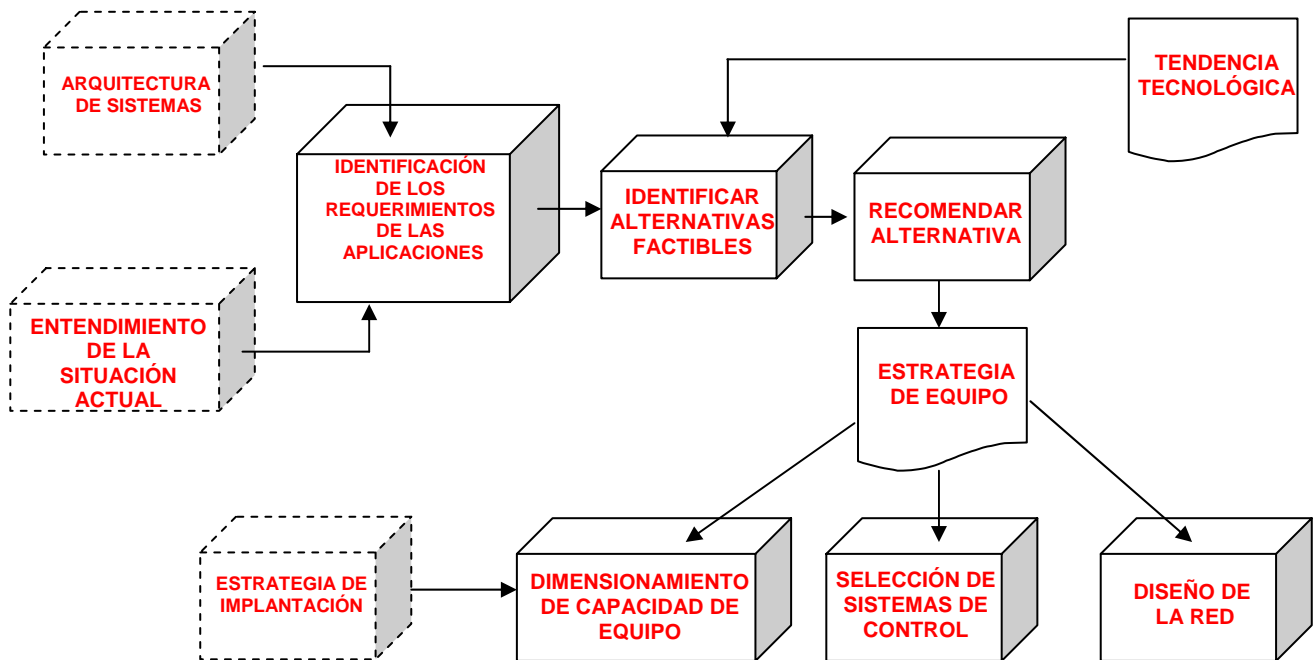 ARQUITECTURA
DE SISTEMAS
TENDENCIA
TECNOLÓGICA
IDENTIFICACIÓN
DE LOS
REQUERIMIENTOS
DE LAS
APLICACIONES
IDENTIFICAR
ALTERNATIVAS
FACTIBLES
RECOMENDAR
ALTERNATIVA
ENTENDIMIENTO
DE LA
SITUACIÓN
ACTUAL
ESTRATEGIA
DE EQUIPO
ESTRATEGIA DE
IMPLANTACIÓN
DIMENSIONAMIENTO
DE CAPACIDAD DE
EQUIPO
SELECCIÓN DE
SISTEMAS DE
CONTROL
DISEÑO DE
LA RED